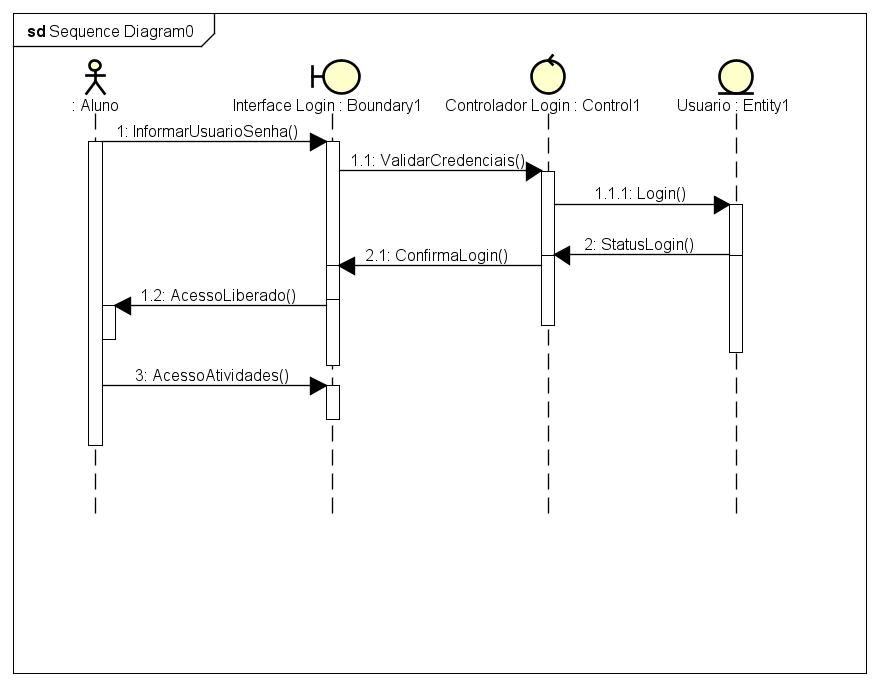 sd Sequence Diagram0
: Aluno
Interface Login : Boundary1
Controlador Login : Control1
Usuario : Entity1
1: InformarUsuarioSenha()
1.1: ValidarCredenciais()
1.1.1: Login()
2: StatusLogin()
2.1: ConfirmaLogin()
1.2: AcessoLiberado()
3: AcessoAtividades()